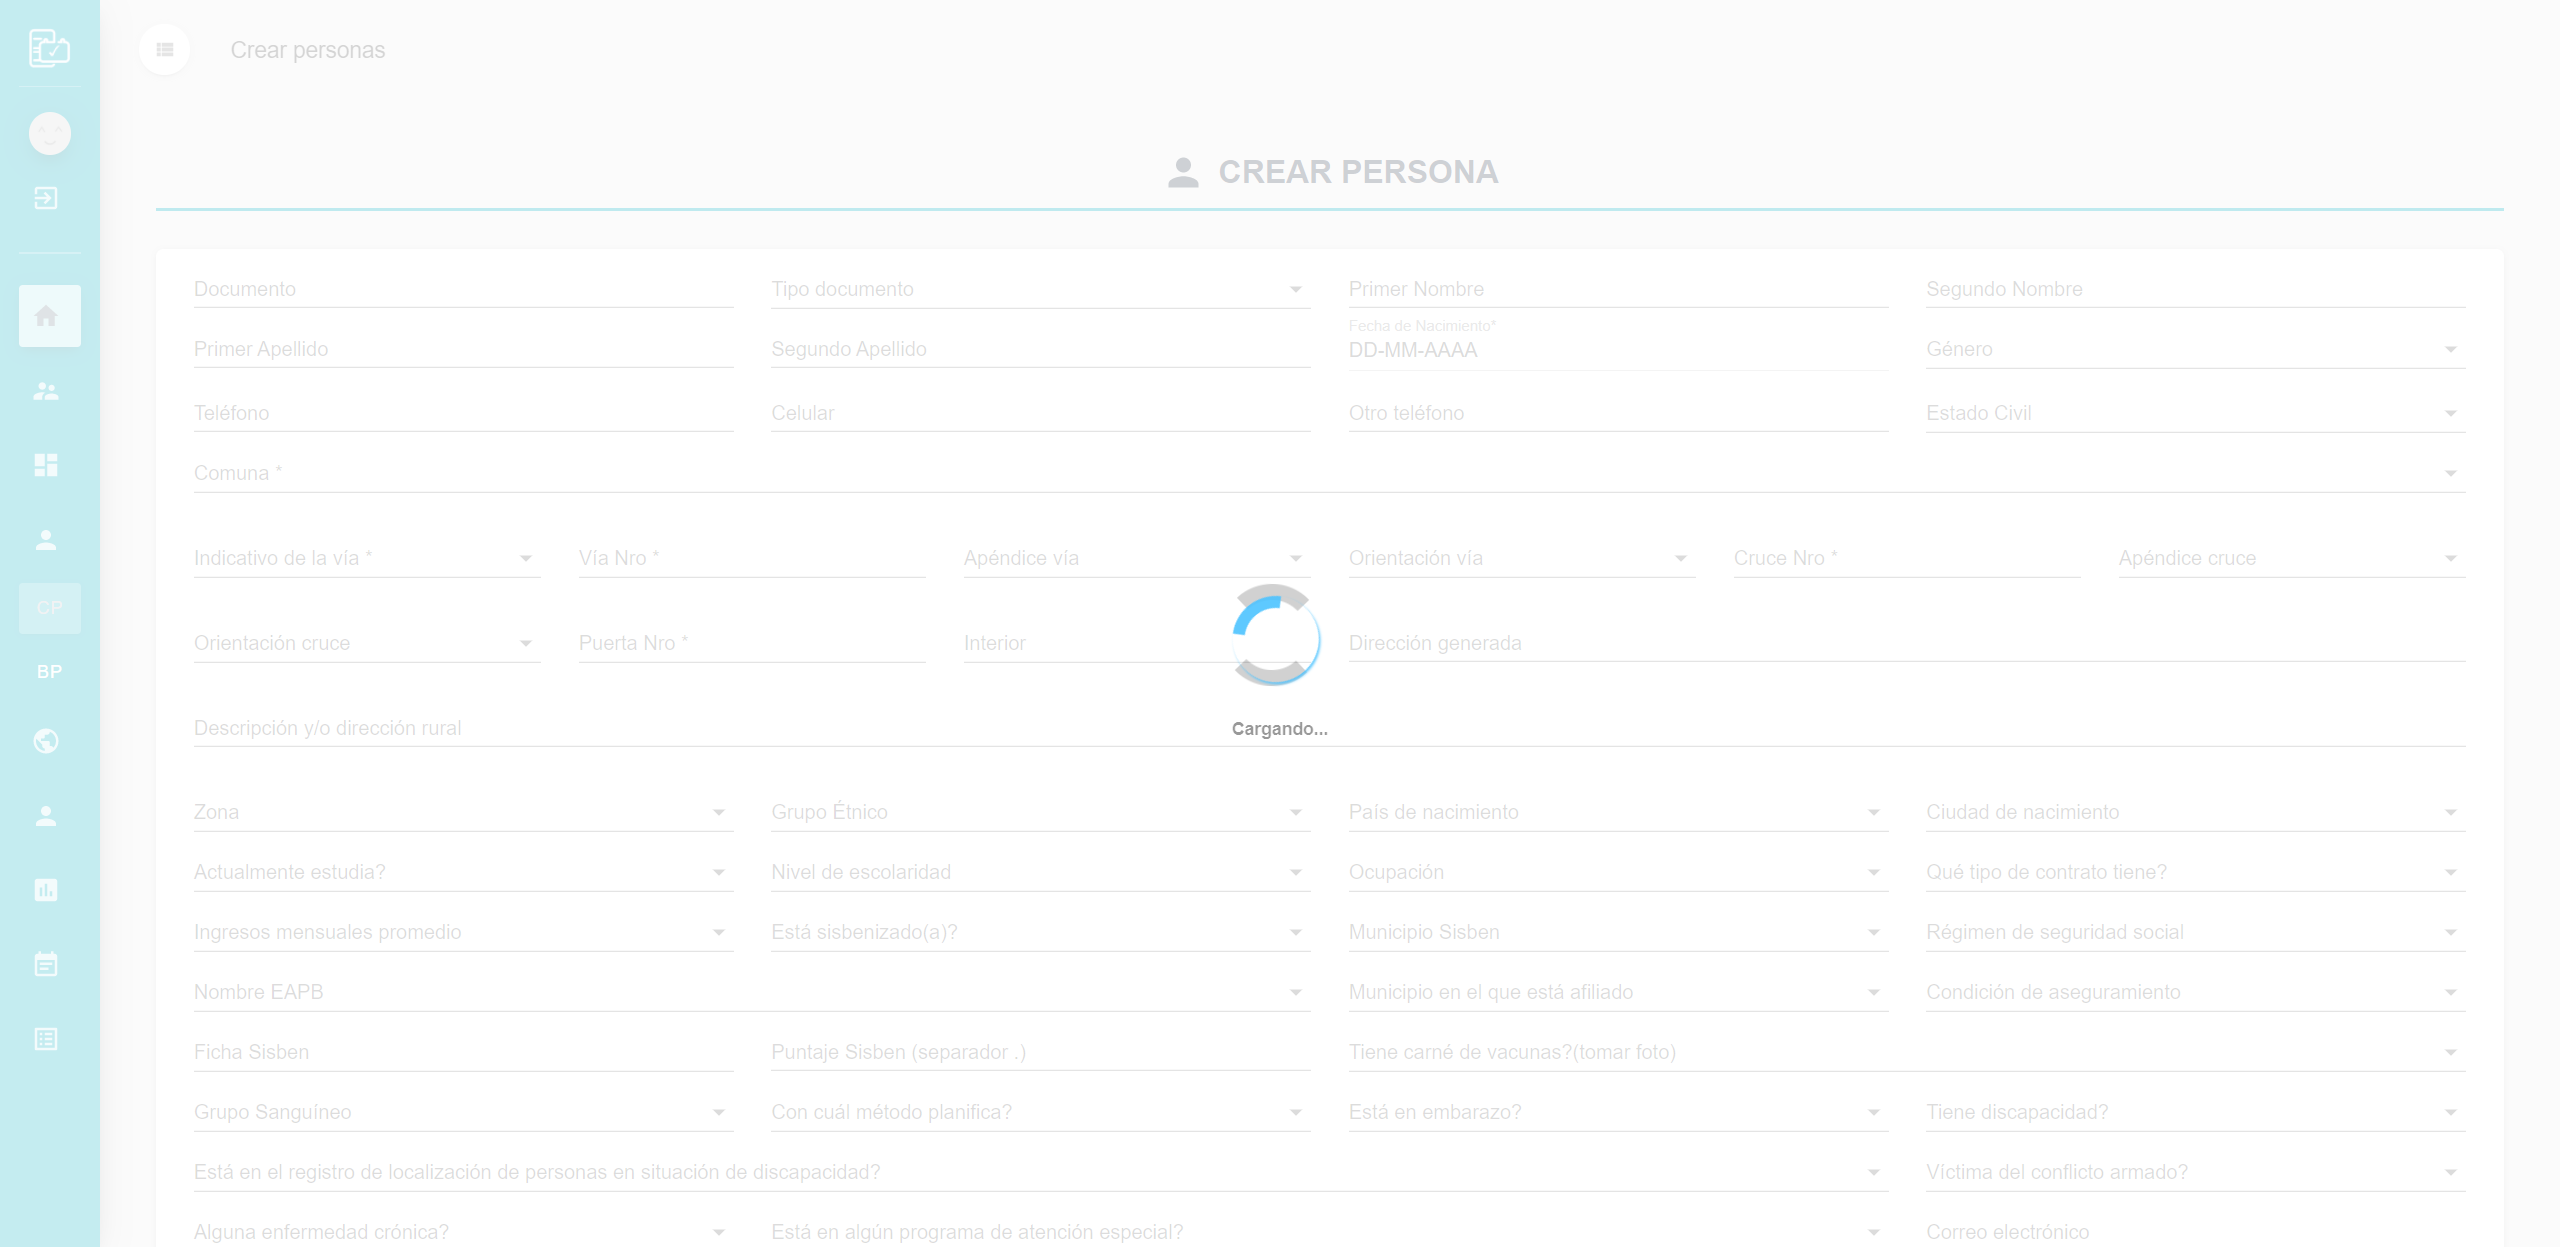 Crear personas
CREAR PERSONA
Documento
Tipo documento
Primer Nombre
Segundo Nombre
Primer Apellido
Segundo Apellido
Fecha de Nacimiento*
DD-MM-AAAA
Género
Teléfono
Celular
Otro teléfono
Estado Civil
Comuna *
Indicativo de la vía *
Vía Nro *
Apéndice vía
Orientación vía
Cruce Nro *
Apéndice cruce
CP
Orientación cruce
Puerta Nro *
Interior
Dirección generada
BP
Descripción y/o dirección rural
Cargando...
Zona
Grupo Étnico
País de nacimiento
Ciudad de nacimiento
Actualmente estudia?
Nivel de escolaridad
Ocupación
Qué tipo de contrato tiene?
Ingresos mensuales promedio
Está sisbenizado(a)?
Municipio Sisben
Régimen de seguridad social
Nombre EAPB
Municipio en el que está afiliado
Condición de aseguramiento
Ficha Sisben
Puntaje Sisben (separador .)
Tiene carné de vacunas?(tomar foto)
Grupo Sanguíneo
Con cuál método planifica?
Está en embarazo?
Tiene discapacidad?
Está en el registro de localización de personas en situación de discapacidad?
Víctima del conflicto armado?
Alguna enfermedad crónica?
Está en algún programa de atención especial?
Correo electrónico